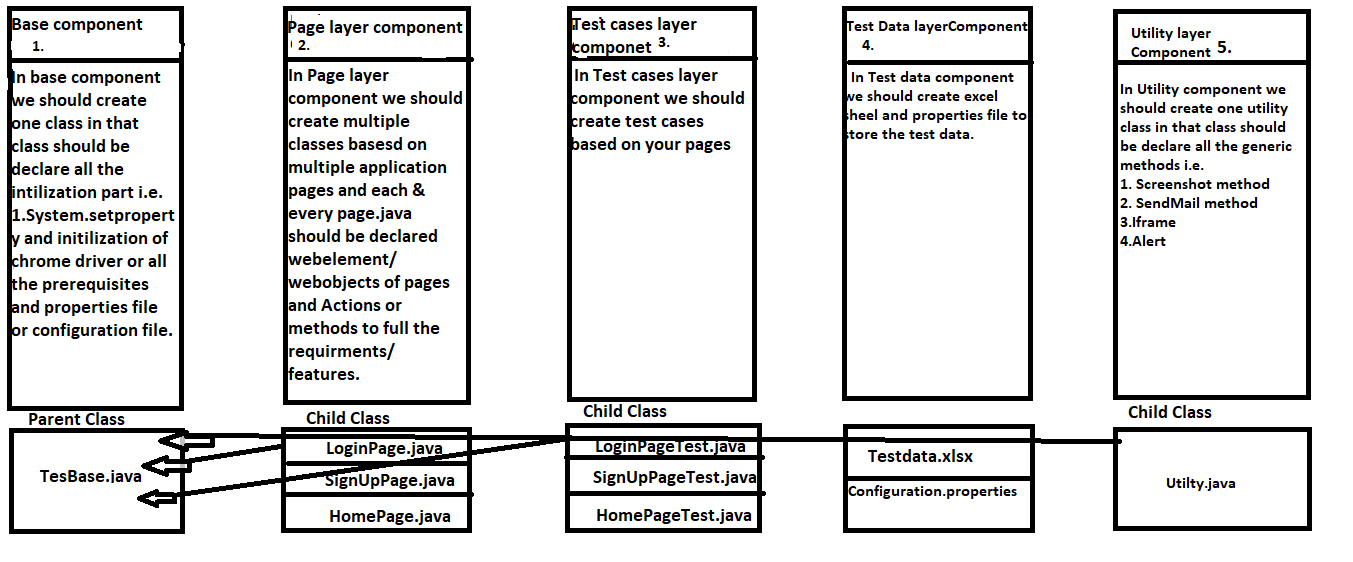 Base component
1.
In base component
we should create
one class in that
class should be
declare all the
intilization part i.e.
1.System.setpropert
y and initilization of
chrome driver or all
the prerequisites
and properties file
or configuration file.
Parent Class
TesBase.java
Page layer component
2.
In Page layer
component we should
create multiple
classes basesd on
multiple application
pages and each &
every page.java
should be declared
webelement/
webobjects of pages
and Actions or
methods to full the
requirments/
features.
Child Class
LoginPage.java
SignUpPage.java
HomePage.java
Test cases layer
componet 3.
In Test cases layer
component we should
create test cases
based on your pages
Child Class
LoginPageTest.java
SignUpPageTest.java
HomePageTest.java
Test Data layerComponent
4.
In Test data component
we should create excel
sheel and properties file to
store the test data.
Testdata.xlsx
Configuration.properties
Utility layer
Component 5.
In Utility component we
should create one utility
class in that class should
be declare all the generic
methods i.e.
1. Screenshot method
2. SendMail method
3.Iframe
4.Alert
Child Class
Utilty.java